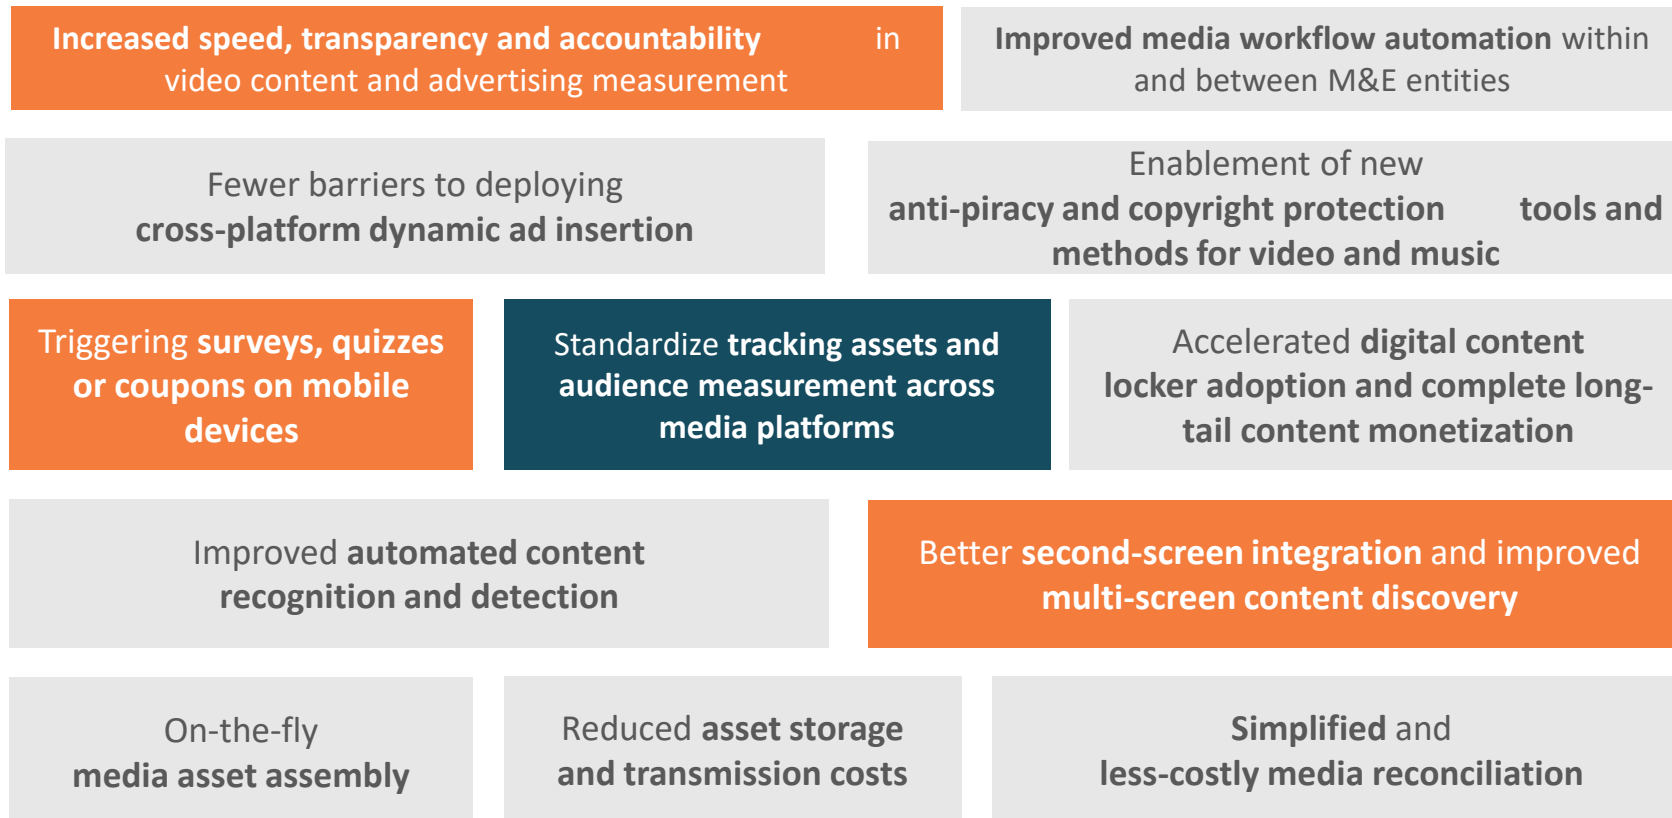 Increased speed, transparency and accountability in
video content and advertising measurement
Improved media workflow automation within
and between M&E entities
Fewer barriers to deploying
cross-platform dynamic ad insertion
Enablement of new
anti-piracy and copyright protection tools and
methods for video and music
Triggering surveys, quizzes
or coupons on mobile
devices
Standardize tracking assets and
audience measurement across
media platforms
Accelerated digital content
locker adoption and complete long-
tail content monetization
Improved automated content
recognition and detection
Better second-screen integration and improved
multi-screen content discovery
On-the-fly
media asset assembly
Reduced asset storage
and transmission costs
Simplified and
less-costly media reconciliation